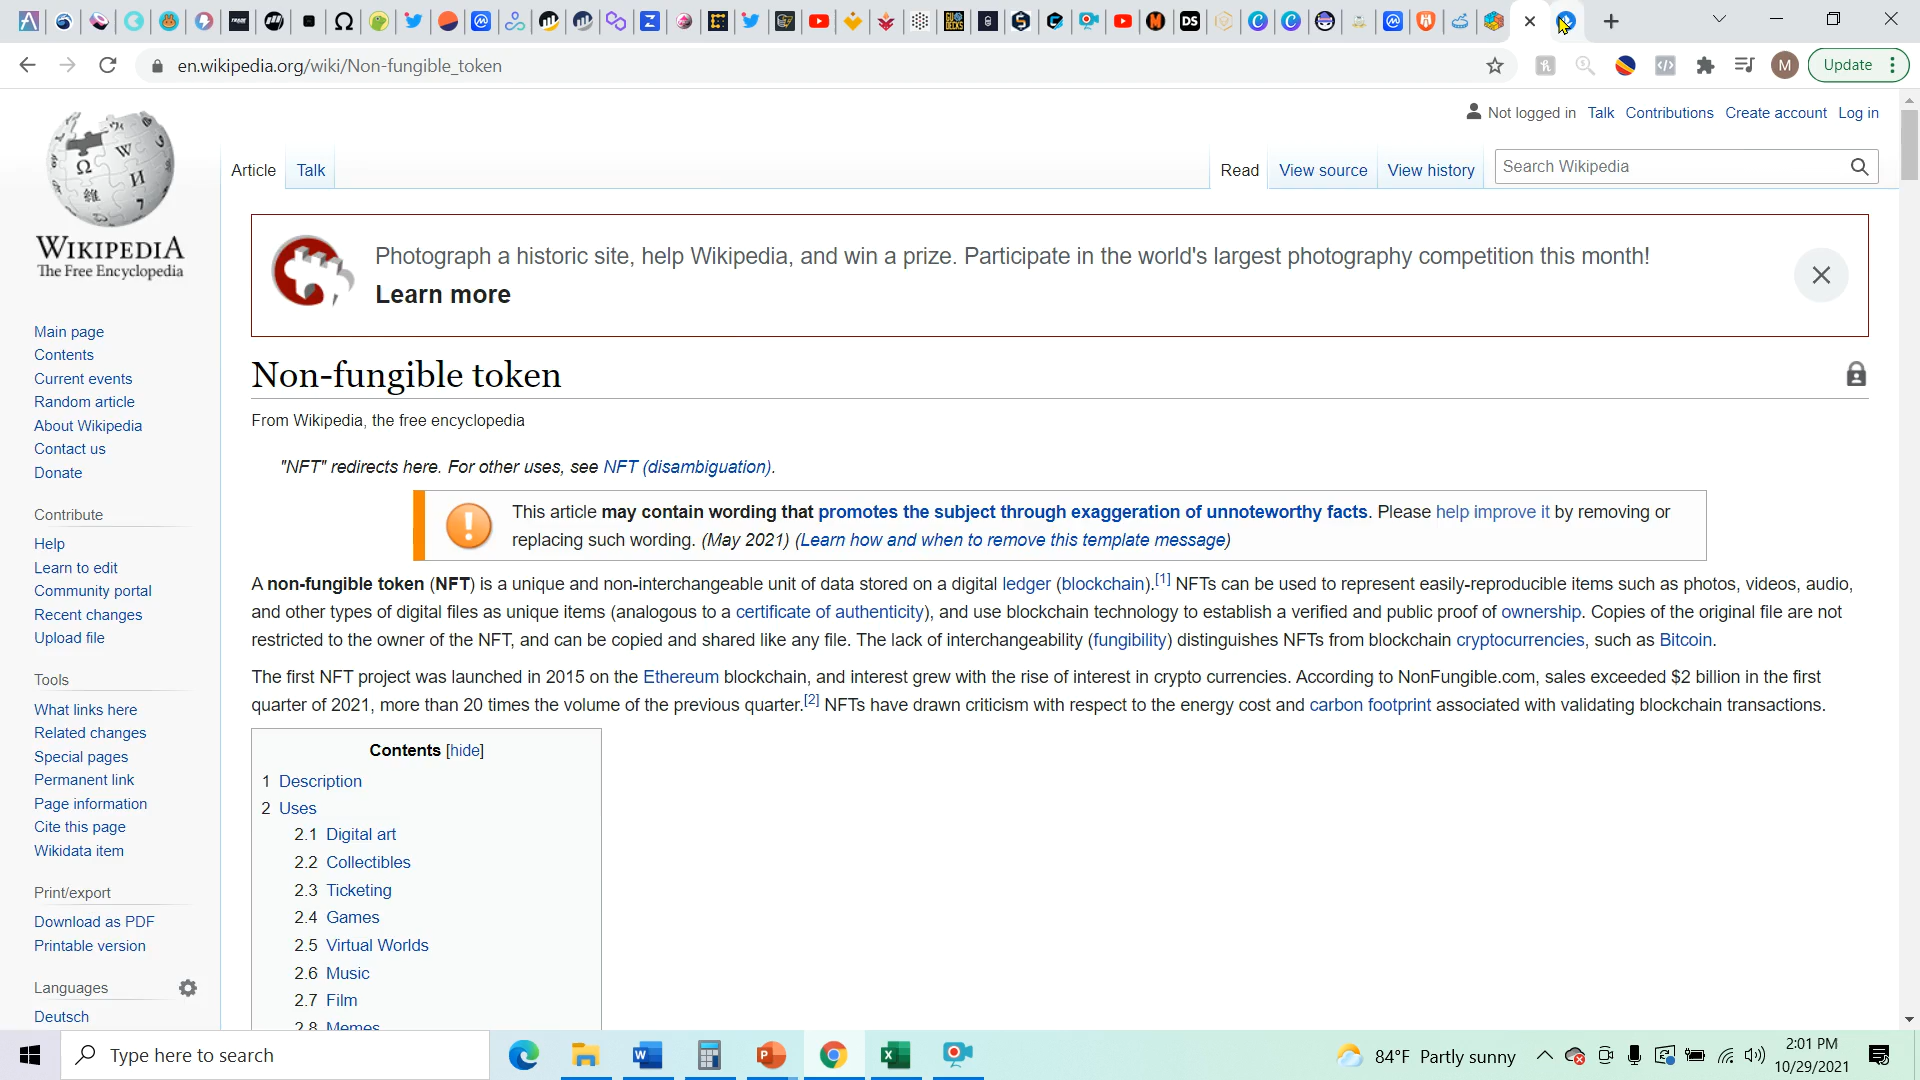 en.wikipedia.org/wiki/Non-fungible_token
M
Update
Not logged in Talk Contributions Create account Log in
WIKIPEDIA
The Free Encyclopedia
Article Talk
Read View source View history
Search Wikipedia
Photograph a historic site, help Wikipedia, and win a prize. Participate in the world's largest photography competition this month!
Learn more
Main page
Contents
Current events
Random article
About Wikipedia
Contact us
Donate
Contribute
Help
Learn to edit
Community portal
Recent changes
Upload file
Tools
What links here
Related changes
Special pages
Permanent link
Page information
Cite this page
Wikidata item
Print/export
Download as PDF
Printable version
Languages
Deutsch
Non-fungible token
From Wikipedia, the free encyclopedia
"NFT" redirects here. For other uses, see NFT (disambiguation).
This article may contain wording that promotes the subject through exaggeration of unnoteworthy facts. Please help improve it by removing or
replacing such wording. (May 2021) (Learn how and when to remove this template message)
A non-fungible token (NFT) is a unique and non-interchangeable unit of data stored on a digital ledger (blockchain).[1] NFTs can be used to represent easily-reproducible items such as photos, videos, audio,
and other types of digital files as unique items (analogous to a certificate of authenticity), and use blockchain technology to establish a verified and public proof of ownership. Copies of the original file are not
restricted to the owner of the NFT, and can be copied and shared like any file. The lack of interchangeability (fungibility) distinguishes NFTs from blockchain cryptocurrencies, such as Bitcoin.
The first NFT project was launched in 2015 on the Ethereum blockchain, and interest grew with the rise of interest in crypto currencies. According to NonFungible.com, sales exceeded $2 billion in the first
quarter of 2021, more than 20 times the volume of the previous quarter.[2] NFTs have drawn criticism with respect to the energy cost and carbon footprint associated with validating blockchain transactions.
Contents [hide]
1 Description
2 Uses
2.1 Digital art
2.2 Collectibles
2.3 Ticketing
2.4 Games
2.5 Virtual Worlds
2.6 Music
2.7 Film
2.8 Memes
Type here to search
84°F Partly sunny
2:01 PM
10/29/2021